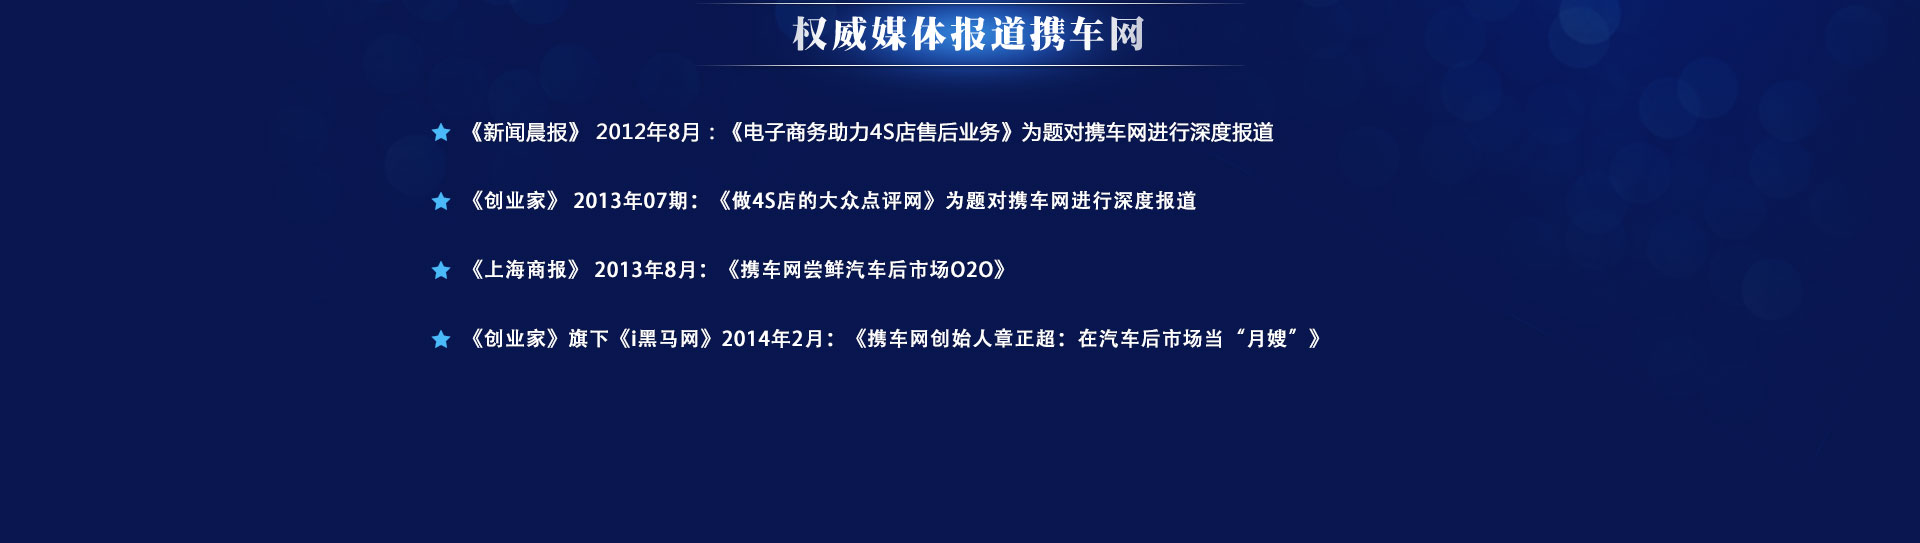 权威媒体报道携车网
《新闻晨报》 2012年8月：《电子商务助力4S店售后业务》为题对携车网进行深度报道
《创业家》 2013年07期：《做4S店的大众点评网》为题对携车网进行深度报道
《上海商报》 2013年8月：《携车网尝鲜汽车后市场O2O》
《创业家》旗下《i黑马网》2014年2月：《携车网创始人章正超：在汽车后市场当“月嫂”》